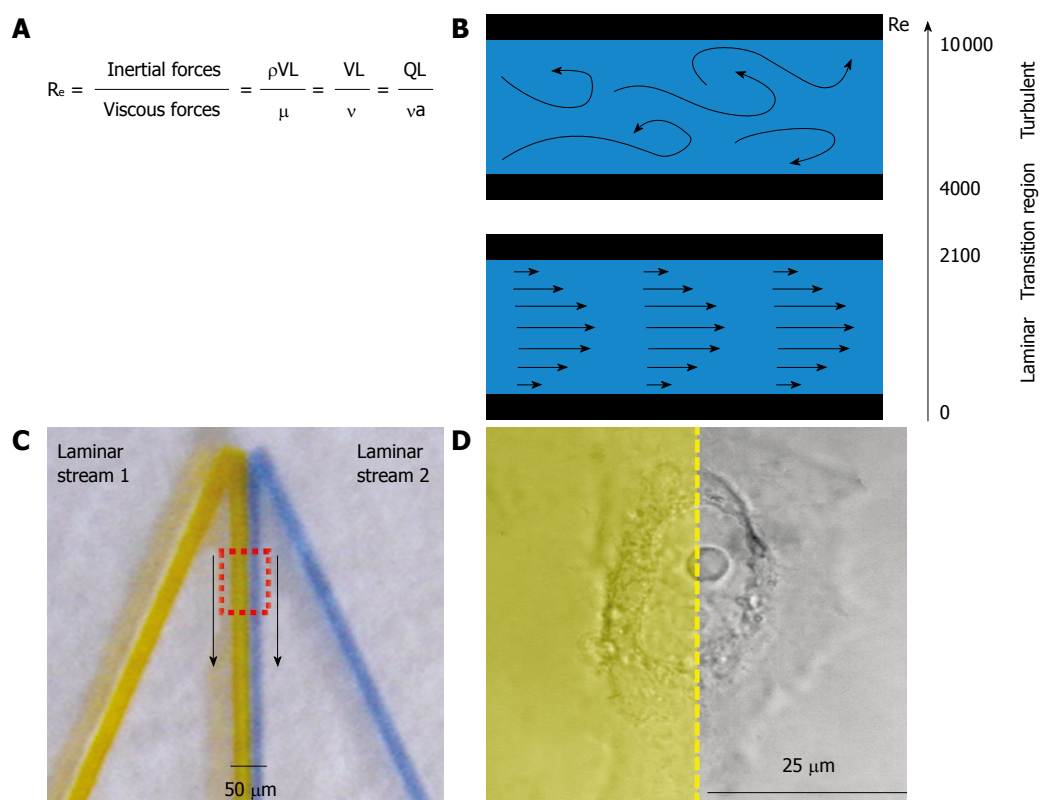 A
Re = Inertial forces / Viscous forces = ρVL / μ = VL / ν = QL / νa
B
Re
10000
4000
2100
0
Turbulent
Transition region
Laminar
C
Laminar
stream 1
Laminar
stream 2
50 μm
D
25 μm